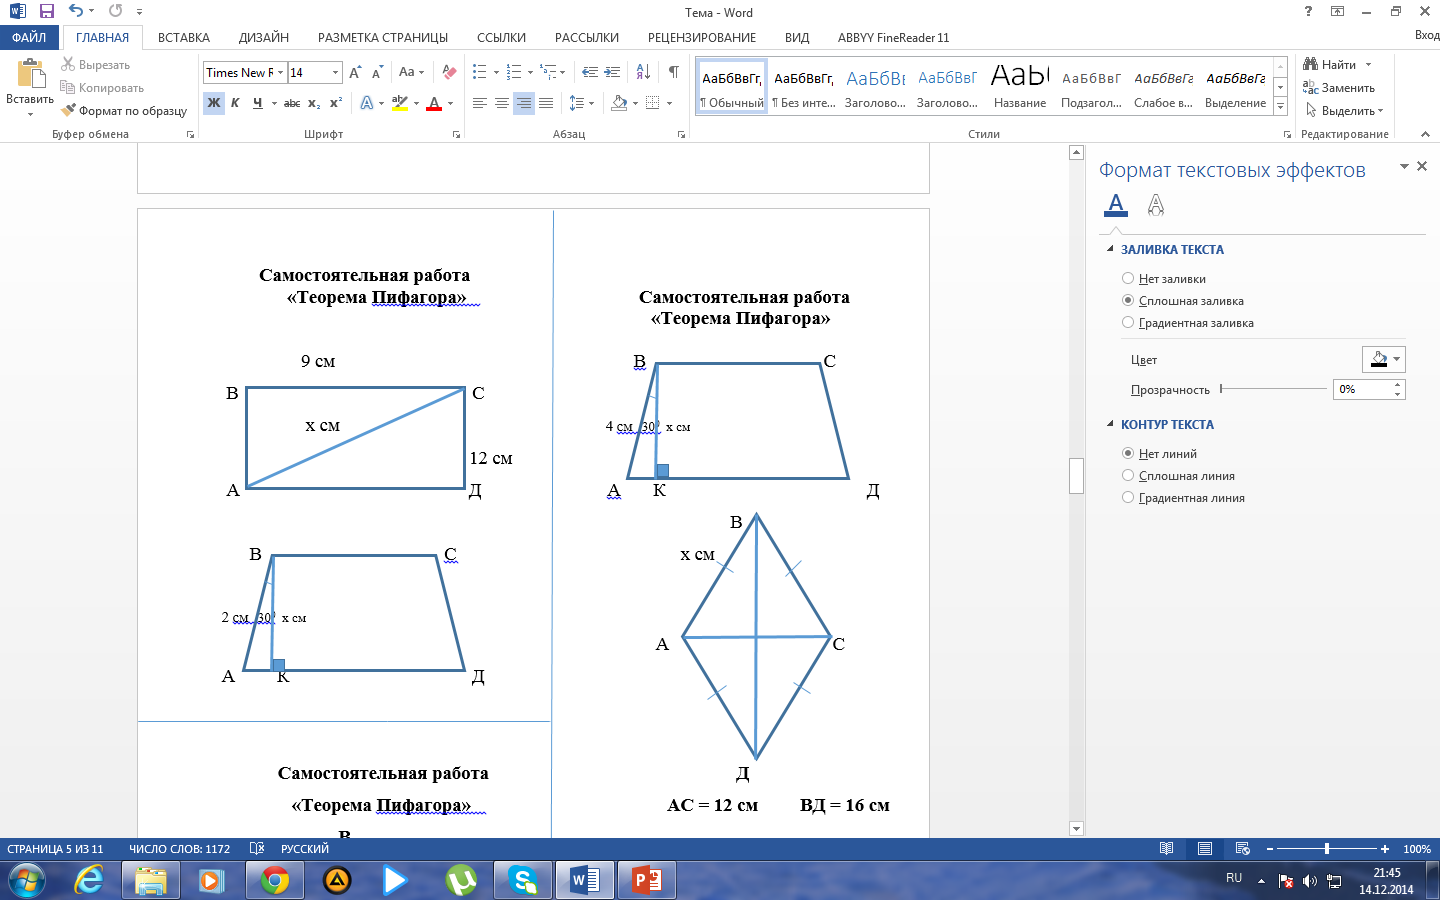 Тема - Word
ФАЙЛ ГЛАВНАЯ ВСТАВКА ДИЗАЙН РАЗМЕТКА СТРАНИЦЫ ССЫЛКИ РАССЫЛКИ РЕЦЕНЗИРОВАНИЕ ВИД ABBYY FineReader 11 Вход
Вставить
Вырезать
Копировать
Формат по образцу
Буфер обмена
Times New R 14
Шрифт
Абзац
АаБбВвГг, АаБбВвГг, АаБбВв АаБбВвГ АаБ АаБбВвГ АаБбВвГг АаБбВвГг
¶ Обычный ¶ Без инте... Заголово... Заголово... Название Подзагол... Слабое в... Выделение
Стили
Найти
Заменить
Выделить
Редактирование
Самостоятельная работа
«Теорема Пифагора»
9 см
В С
х см
12 см
А Д
В С
2 см 30⁰ х см
А К Д
Самостоятельная работа
«Теорема Пифагора»
В
Самостоятельная работа
«Теорема Пифагора»
В С
4 см 30⁰ х см
А К Д
В
х см
А С
Д
АС = 12 см ВД = 16 см
Формат текстовых эффектов
ЗАЛИВКА ТЕКСТА
Нет заливки
Сплошная заливка
Градиентная заливка
Цвет
Прозрачность 0%
КОНТУР ТЕКСТА
Нет линий
Сплошная линия
Градиентная линия
СТРАНИЦА 5 ИЗ 11 ЧИСЛО СЛОВ: 1172 РУССКИЙ 100%
RU 21:45
14.12.2014